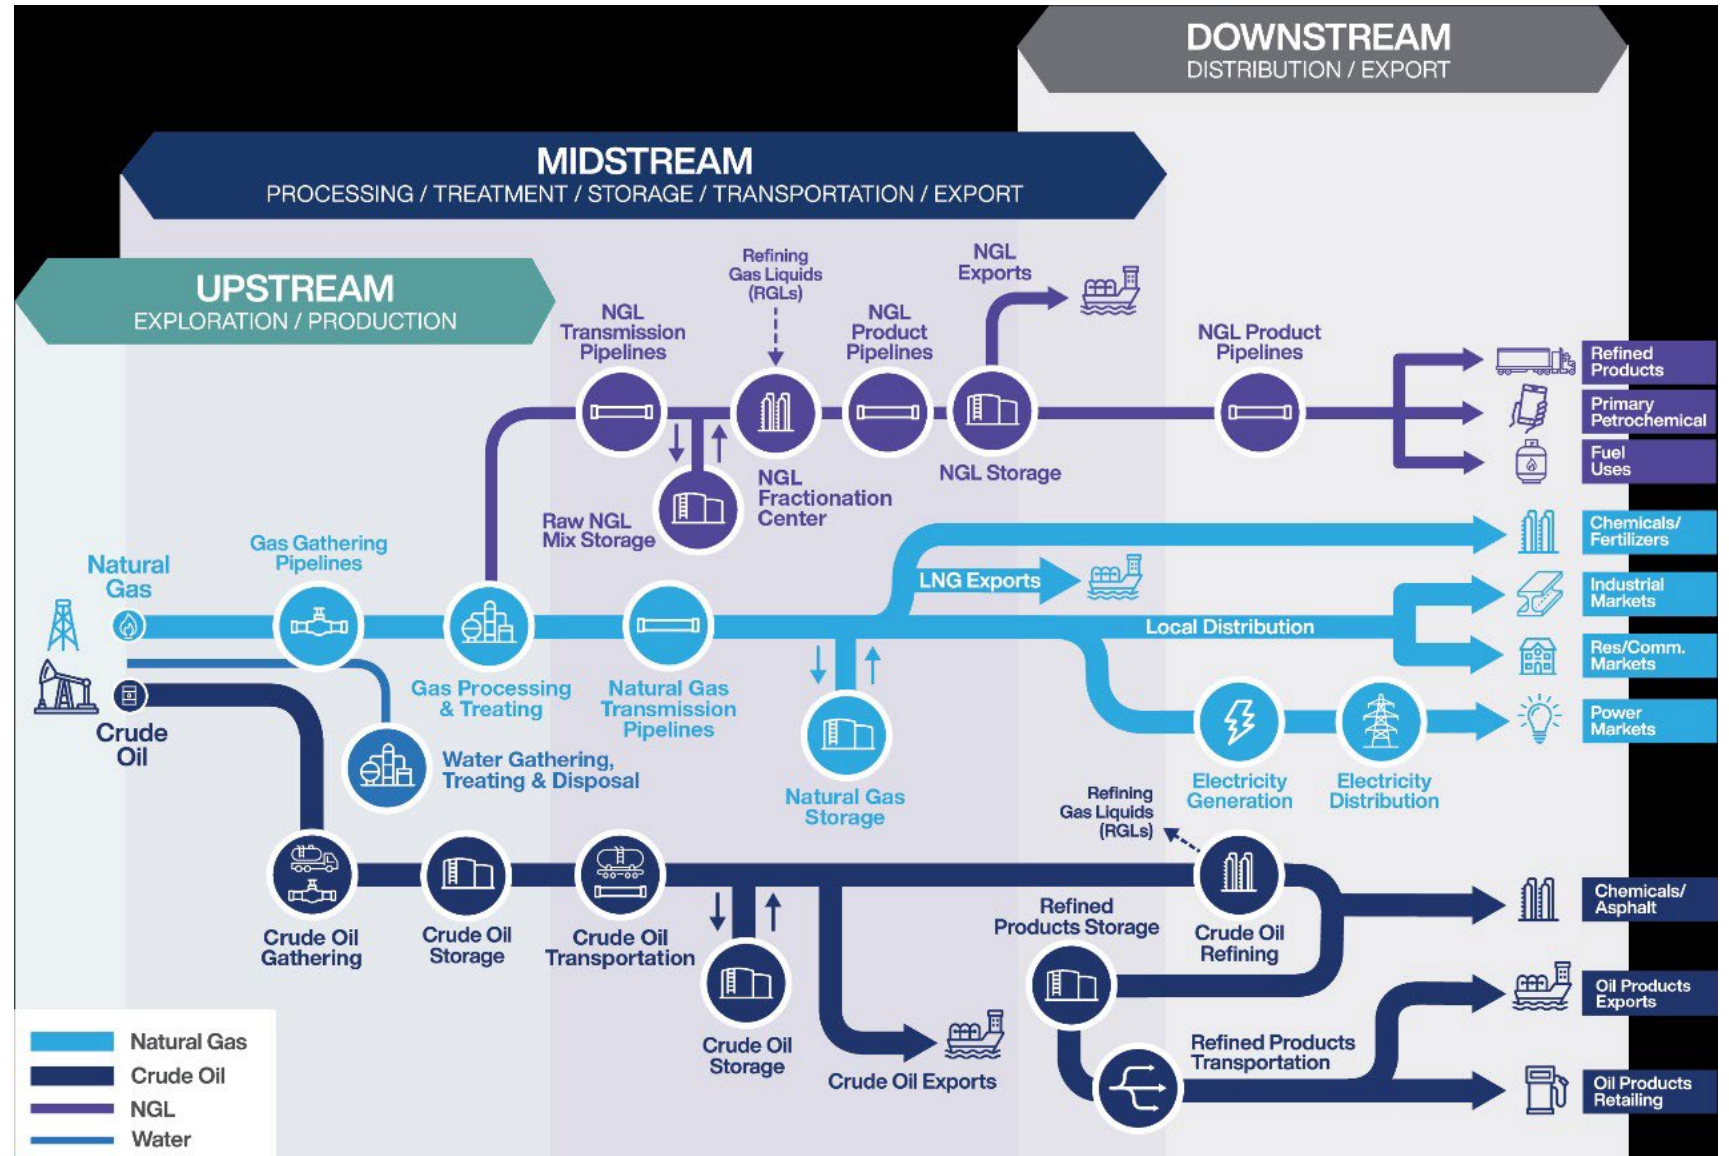 DOWNSTREAM
DISTRIBUTION / EXPORT
MIDSTREAM
PROCESSING / TREATMENT / STORAGE / TRANSPORTATION / EXPORT
UPSTREAM
EXPLORATION / PRODUCTION
NGL
Transmission
Pipelines
Refining
Gas Liquids
(RGLs)
NGL
Product
Pipelines
NGL
Exports
NGL Product
Pipelines
Refined
Products
Primary
Petrochemical
Fuel
Uses
Raw NGL
Mix Storage
NGL
Fractionation
Center
NGL Storage
Natural
Gas
Gas Gathering
Pipelines
Gas Processing
& Treating
Natural Gas
Transmission
Pipelines
LNG Exports
Local Distribution
Chemicals/
Fertilizers
Industrial
Markets
Res/Comm.
Markets
Power
Markets
Natural Gas
Storage
Electricity
Generation
Electricity
Distribution
Crude
Oil
Water Gathering,
Treating & Disposal
Refining
Gas Liquids
(RGLs)
Crude Oil
Gathering
Crude Oil
Storage
Crude Oil
Transportation
Crude Oil
Storage
Crude Oil Exports
Refined
Products Storage
Crude Oil
Refining
Refined Products
Transportation
Chemicals/
Asphalt
Oil Products
Exports
Oil Products
Retailing
Natural Gas
Crude Oil
NGL
Water